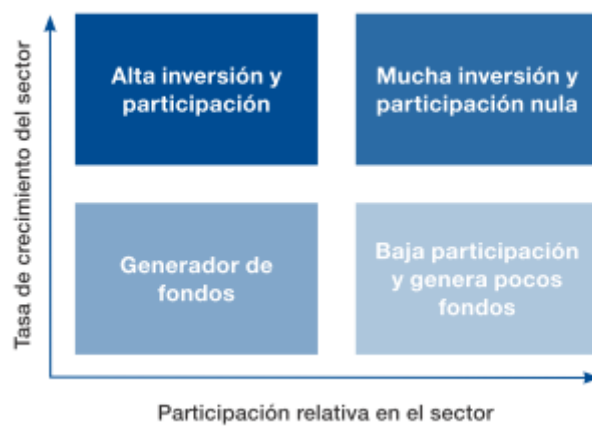 Tasa de crecimiento del sector
Alta inversión y
participación
Mucha inversión y
participación nula
Generador de
fondos
Baja participación
y genera pocos
fondos
Participación relativa en el sector